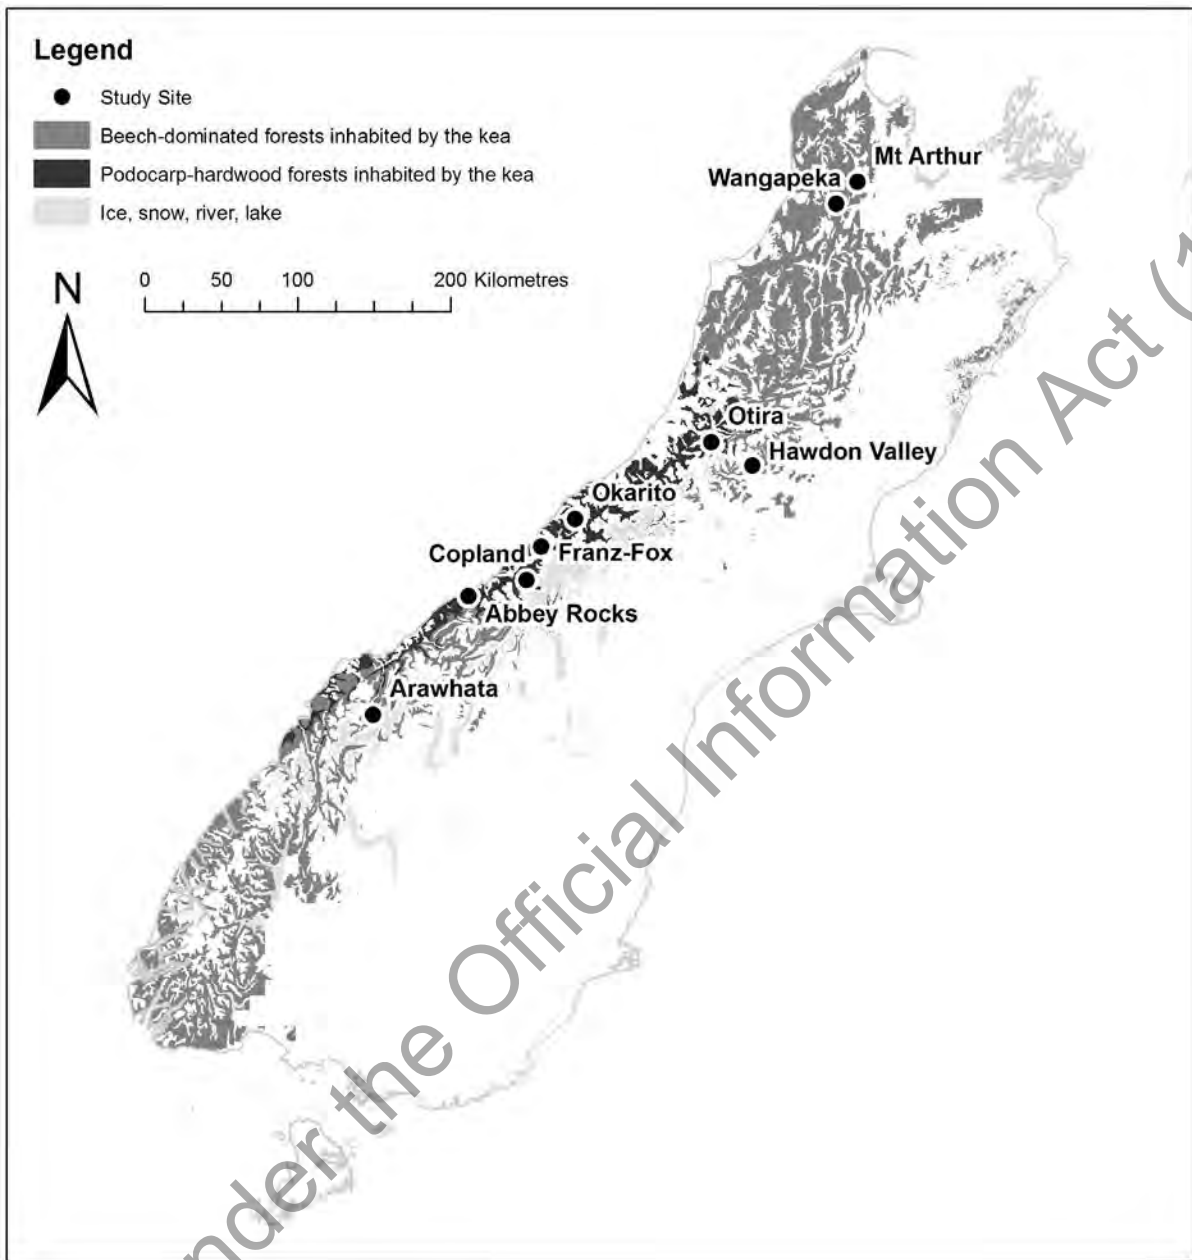 Legend
Study Site
Beech-dominated forests inhabited by the kea
Podocarp-hardwood forests inhabited by the kea
Ice, snow, river, lake
N
0 50 100 200 Kilometres
Mt Arthur
Wangapeka
Otira
Hawdon Valley
Okarito
Copland
Franz-Fox
Abbey Rocks
Arawhata
nder the Official Information Act (1